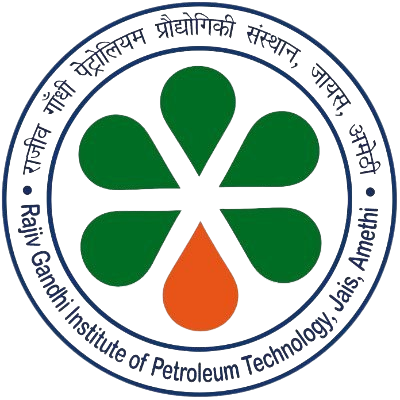 राजीव गाँधी पेट्रोलियम प्रौद्योगिकी संस्थान, जायस, अमेठी
Rajiv Gandhi Institute of Petroleum Technology, Jais, Amethi